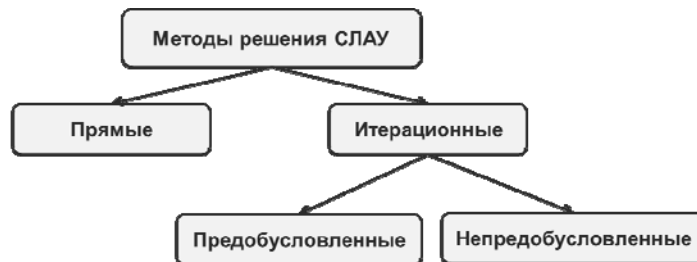 Методы решения СЛАУ
Прямые
Итерационные
Предобусловленные
Непредобусловленные